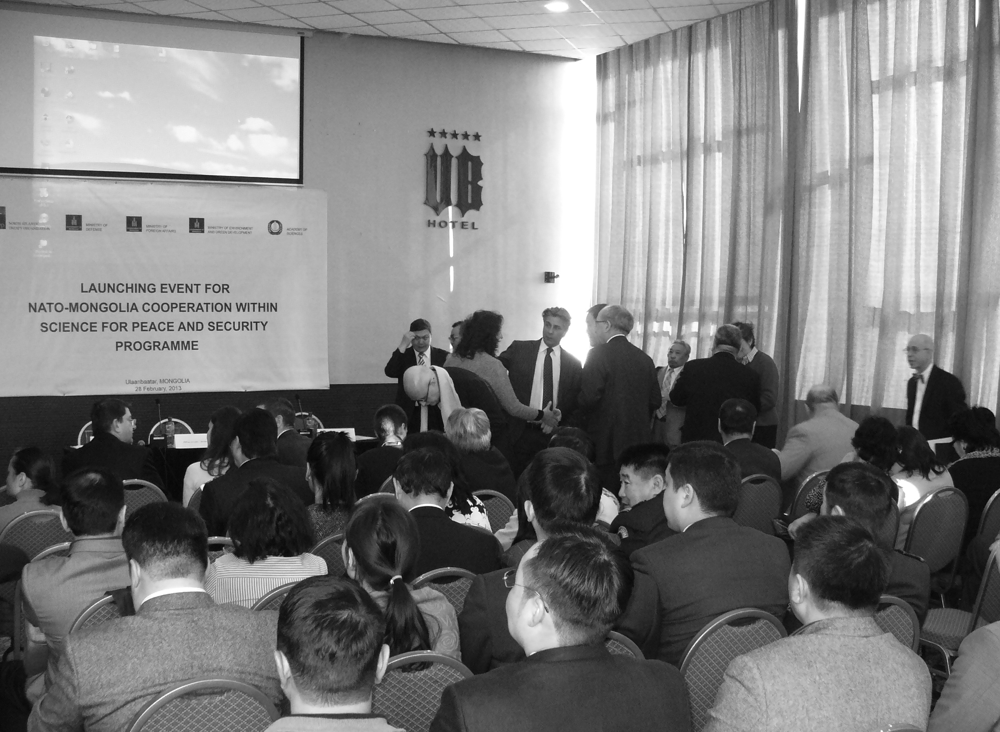 UB
HOTEL
NORTH ATLANTIC
TREATY ORGANIZATION
MINISTRY OF
DEFENSE
MINISTRY OF
FOREIGN AFFAIRS
MINISTRY OF ENVIRONMENT
AND GREEN DEVELOPMENT
ACADEMY OF
SCIENCES
LAUNCHING EVENT FOR
NATO-MONGOLIA COOPERATION WITHIN
SCIENCE FOR PEACE AND SECURITY
PROGRAMME
Ulaanbaatar, MONGOLIA
28 February, 2013